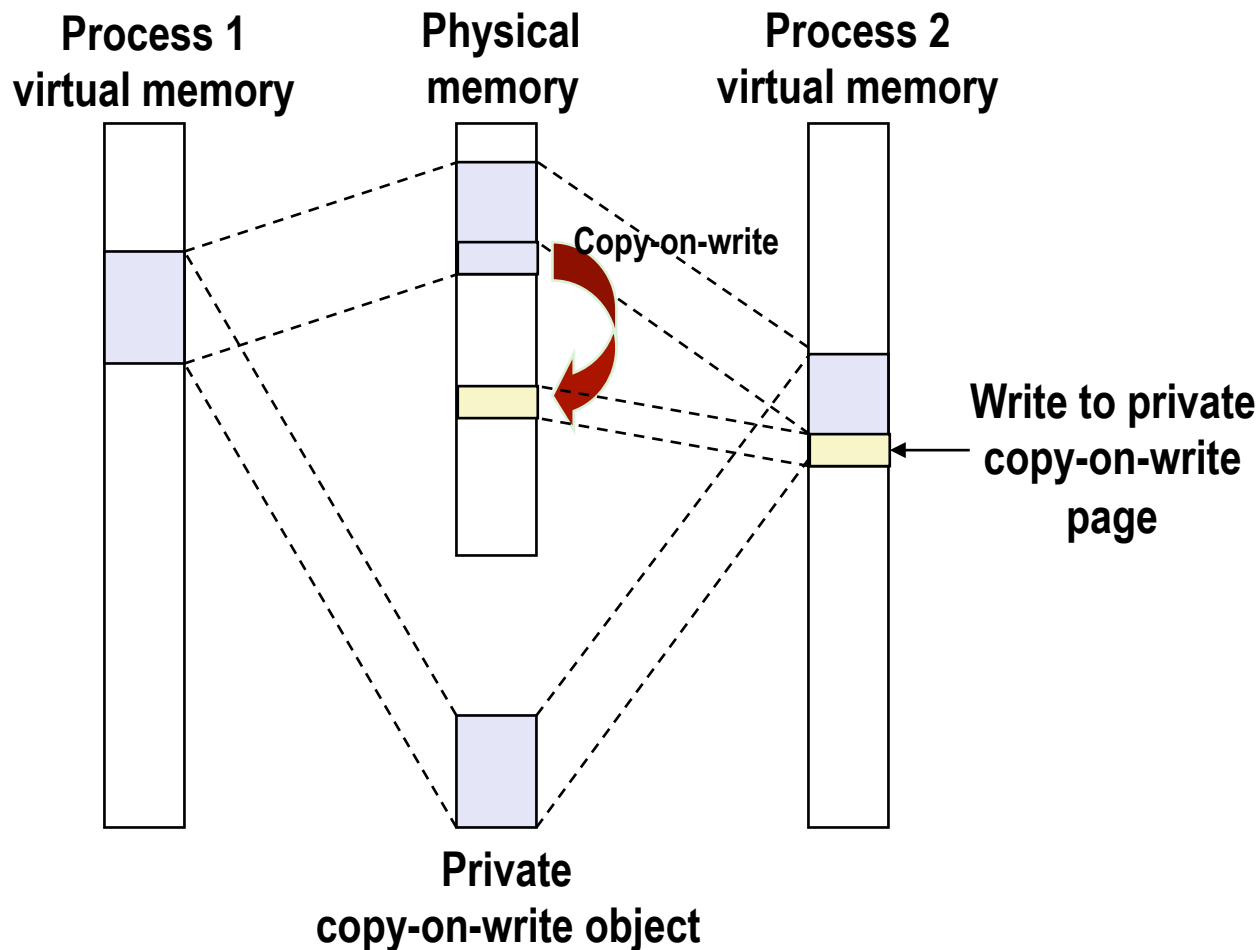 Process 1
virtual memory
Physical
memory
Process 2
virtual memory
Copy-on-write
Write to private
copy-on-write
page
Private
copy-on-write object